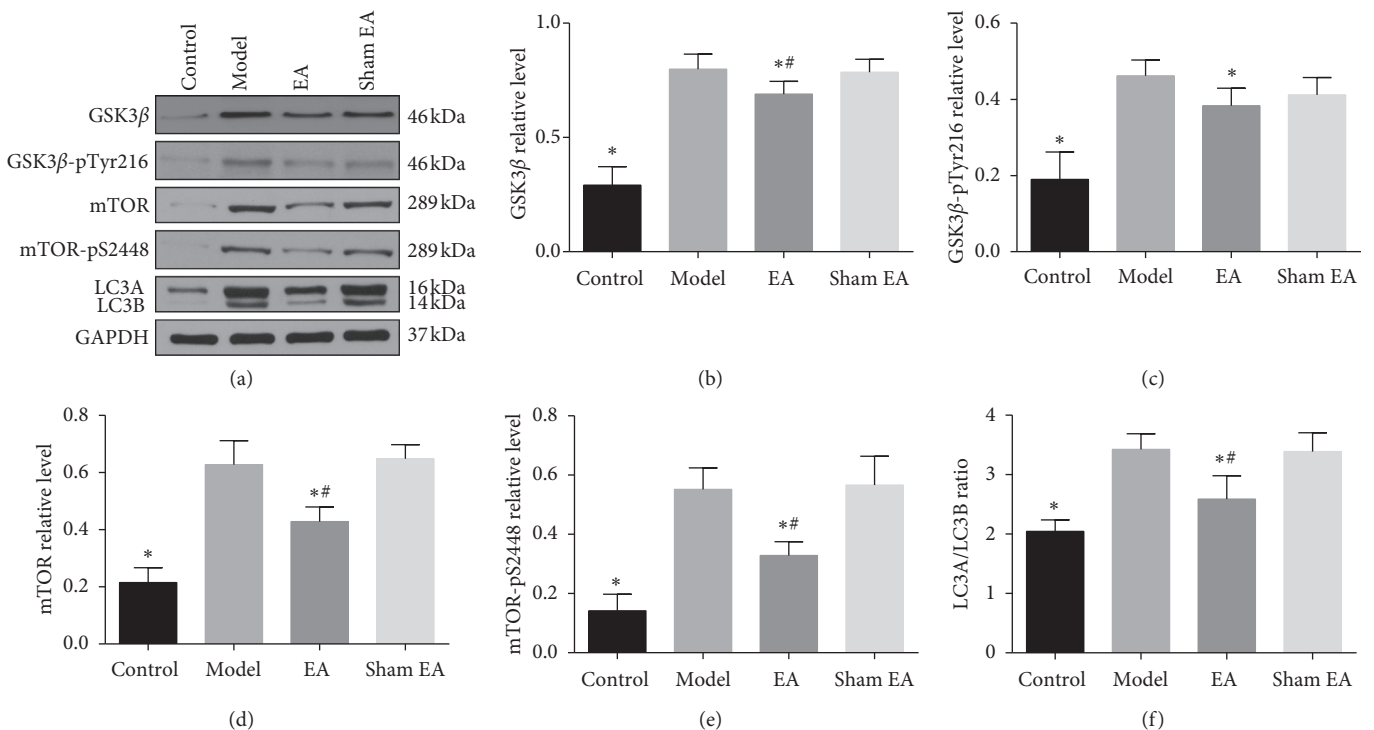 Control
Model
EA
Sham EA
GSK3β
46 kDa
GSK3β-pTyr216
46 kDa
mTOR
289 kDa
mTOR-pS2448
289 kDa
LC3A
16 kDa
LC3B
14 kDa
GAPDH
37 kDa
(a)
GSK3β relative level
1.0
0.5
0.0
*
*#
Control Model EA Sham EA
(b)
GSK3β-pTyr216 relative level
0.6
0.4
0.2
0.0
*
*
Control Model EA Sham EA
(c)
mTOR relative level
0.8
0.6
0.4
0.2
0.0
*
*#
Control Model EA Sham EA
(d)
mTOR-pS2448 relative level
0.8
0.6
0.4
0.2
0.0
*
*#
Control Model EA Sham EA
(e)
LC3A/LC3B ratio
4
3
2
1
0
*
*#
Control Model EA Sham EA
(f)